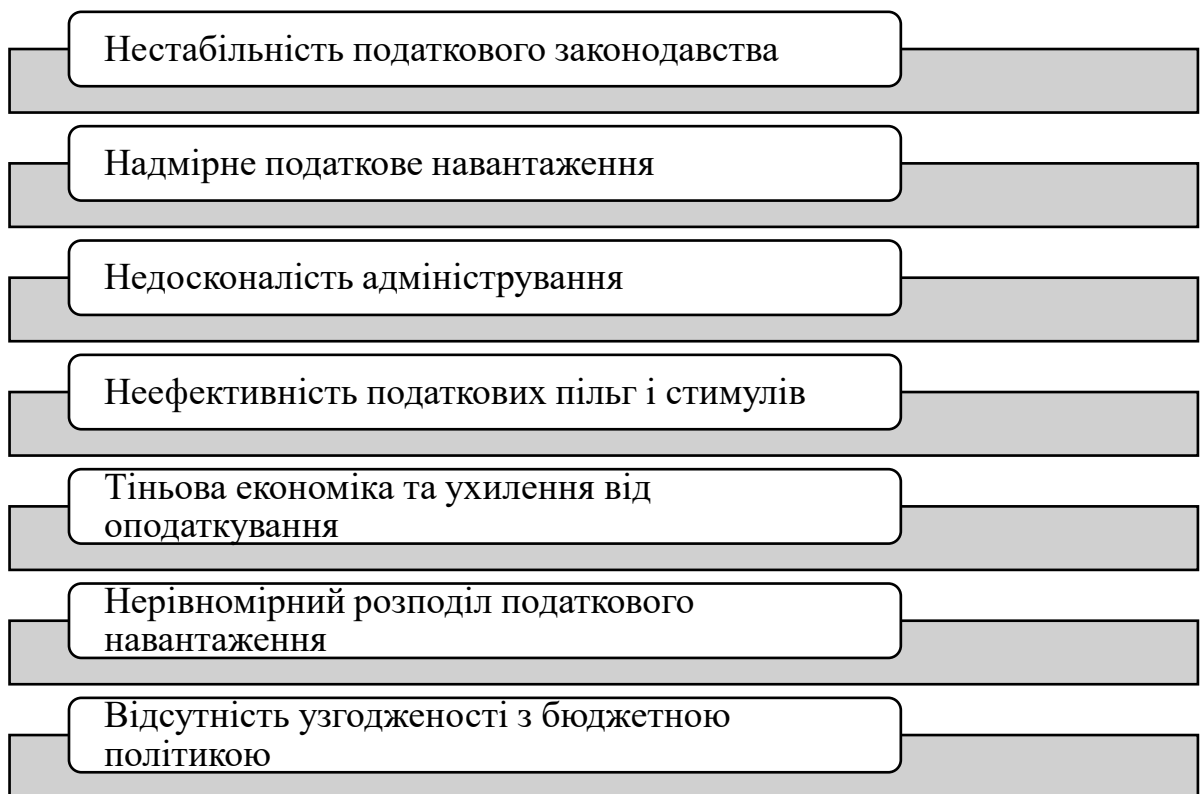 Нестабільність податкового законодавства
Надмірне податкове навантаження
Недосконалість адміністрування
Неефективність податкових пільг і стимулів
Тіньова економіка та ухилення від
оподаткування
Нерівномірний розподіл податкового
навантаження
Відсутність узгодженості з бюджетною
політикою